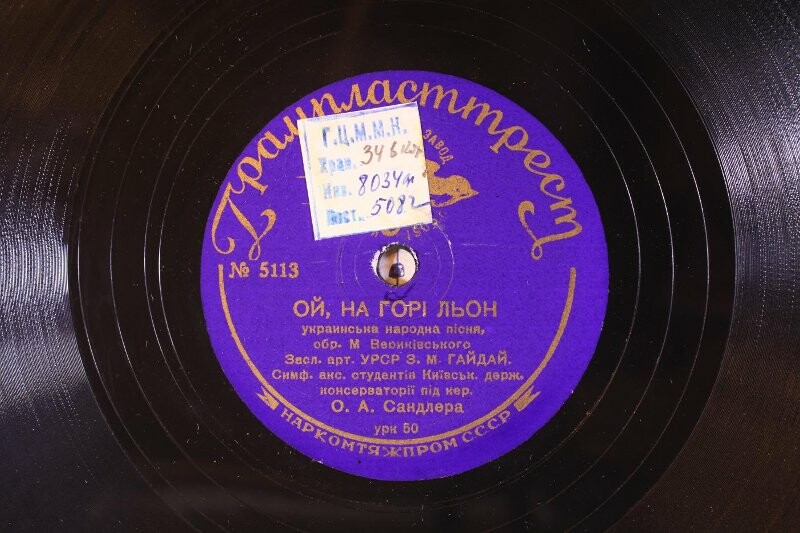 Грампласттрест
ЗАВОД
Г.Ц.М.М.К.
Хран.
Инв. 8034
Пост. 5082
№ 5113
ОЙ, НА ГОРІ ЛЬОН
украинська народна пісня,
обр. М Вериківського
Засл. арт. УРСР З. М. ГАЙДАЙ.
Симф. анс. студентів Київськ. держ.
консерваторії під кер.
О. А. Сандлера
урк 50
НАРКОМТЯЖПРОМ СССР